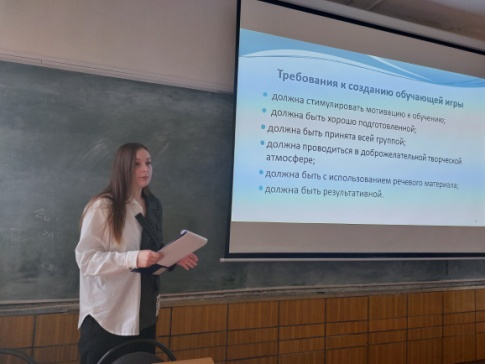 Требования к созданию обучающей игры
• должна стимулировать мотивацию к обучению;
• должна быть хорошо подготовленной;
• должна быть принята всей группой;
• должна проводиться в доброжелательной творческой
атмосфере;
• должна быть с использованием речевого материала;
• должна быть результативной.